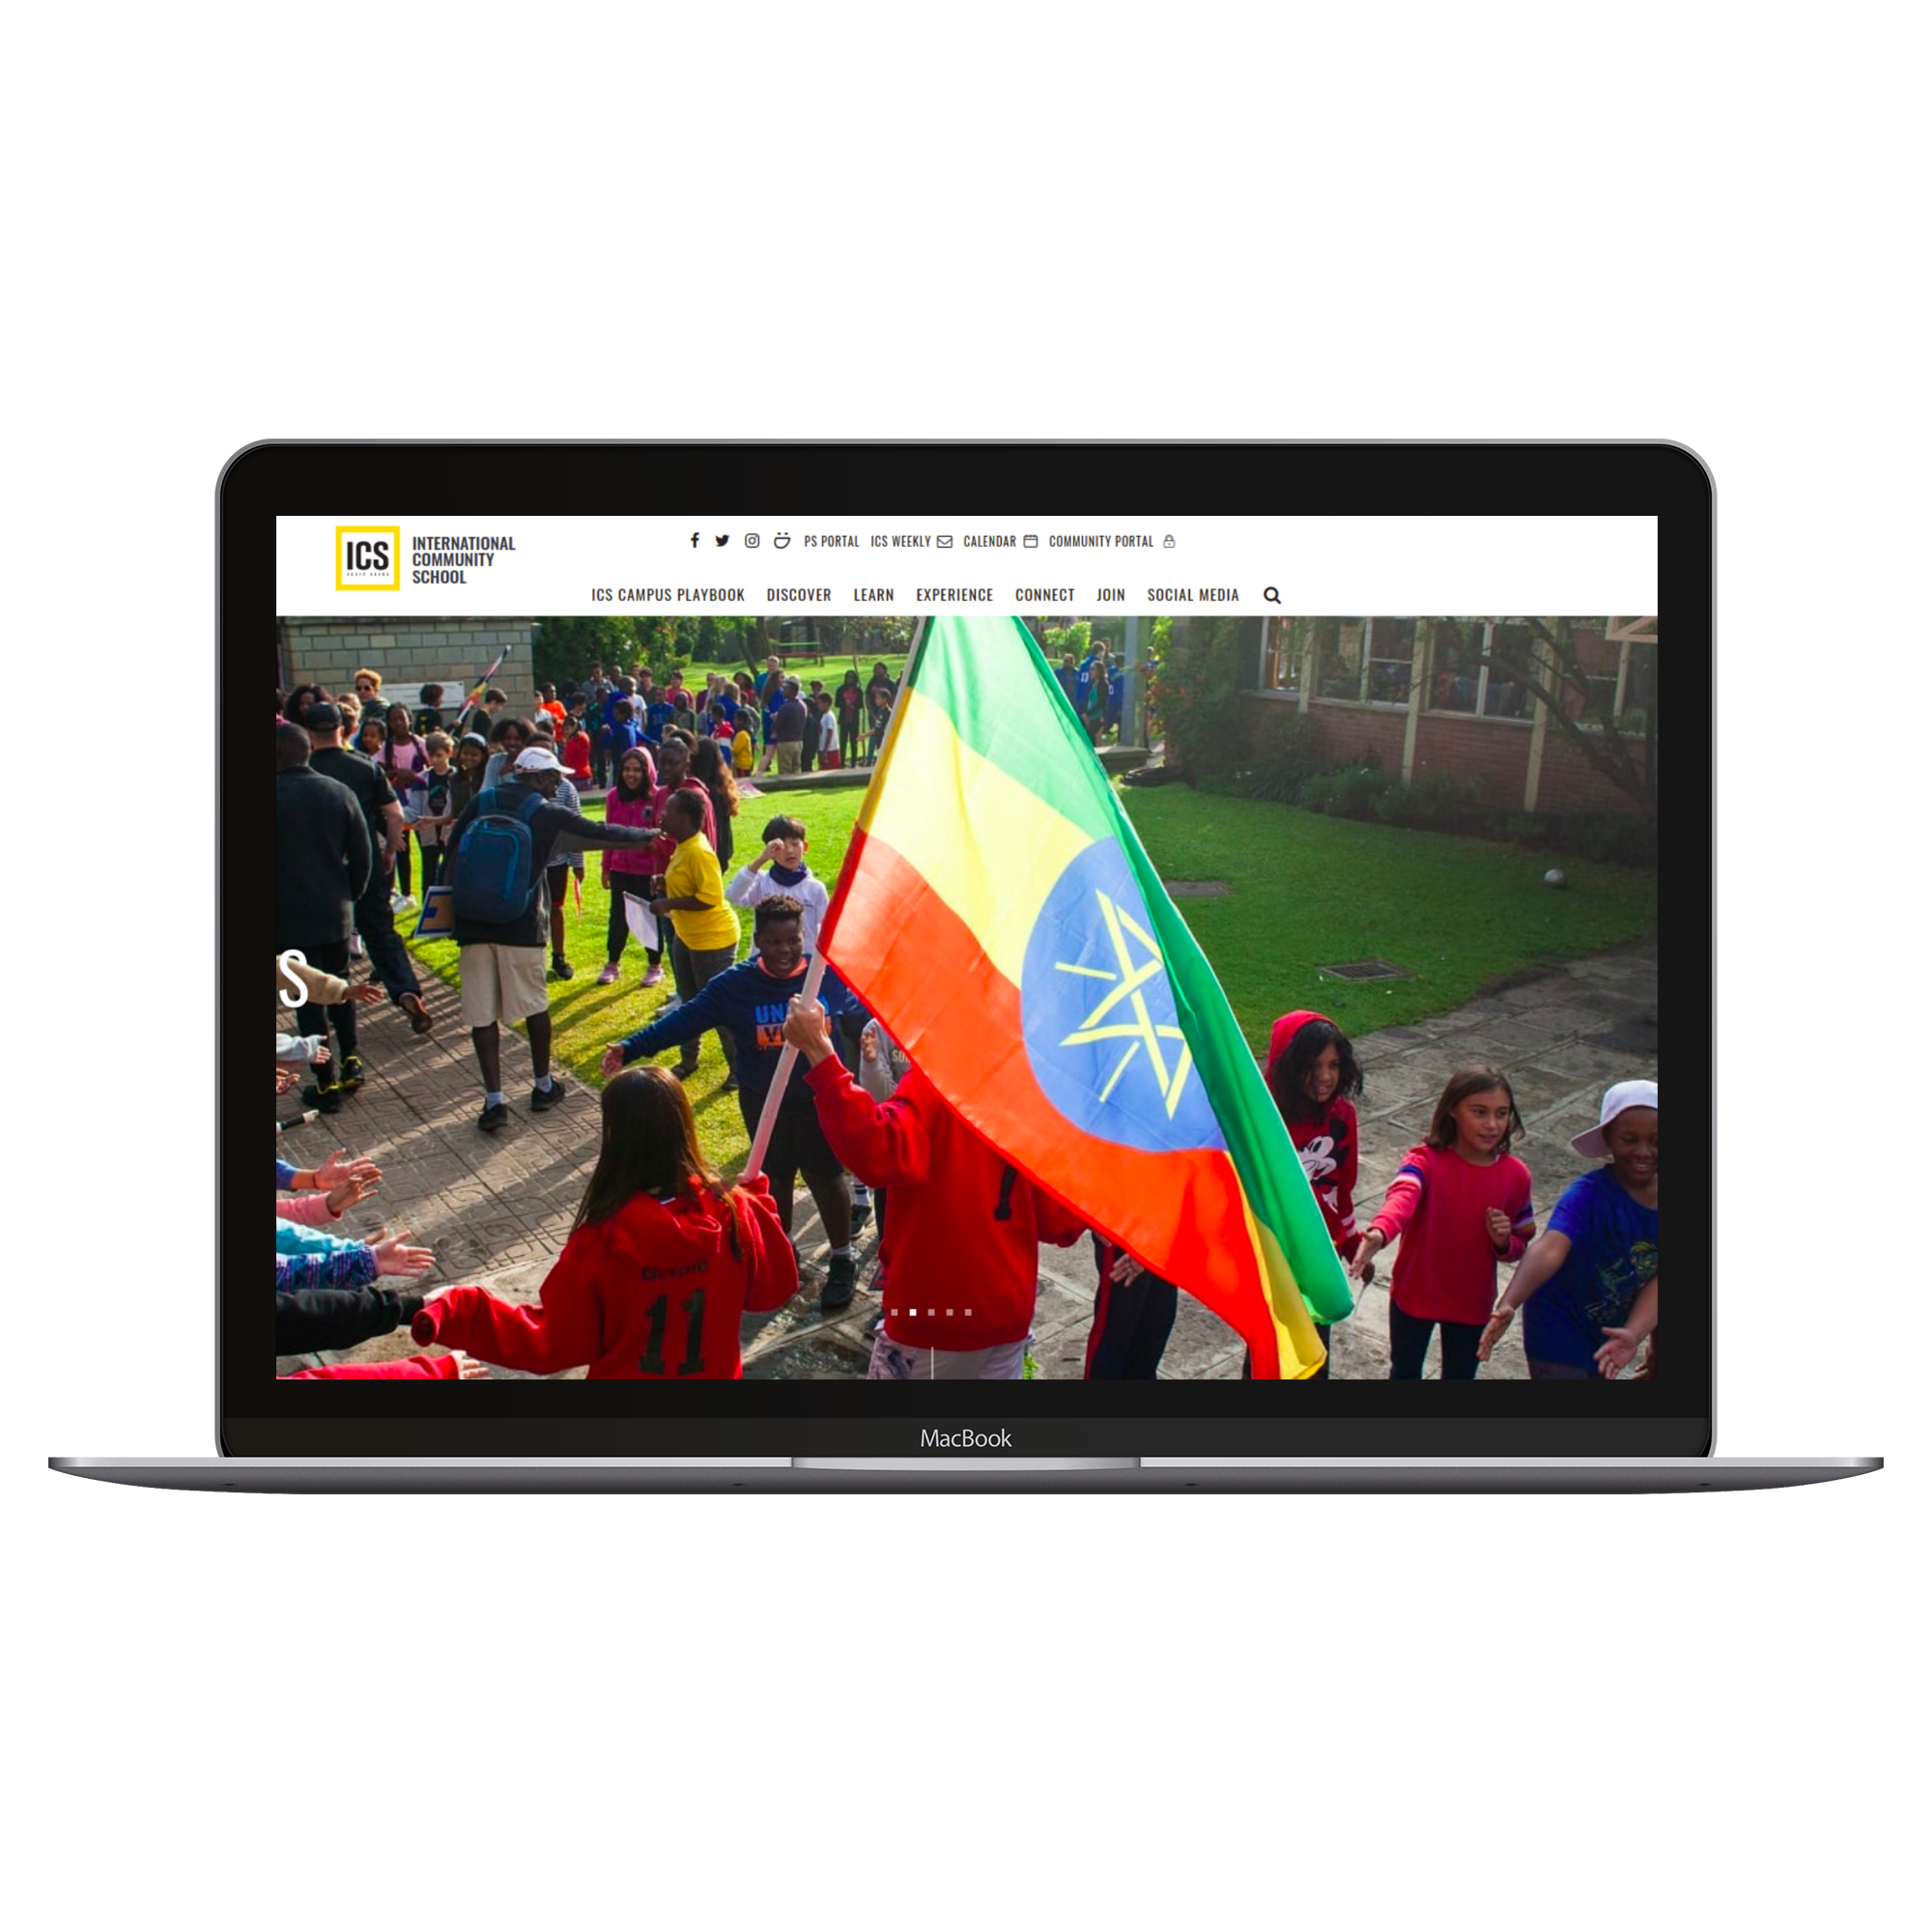 ICS
INTERNATIONAL
COMMUNITY
SCHOOL
PS PORTAL ICS WEEKLY CALENDAR COMMUNITY PORTAL
ICS CAMPUS PLAYBOOK DISCOVER LEARN EXPERIENCE CONNECT JOIN SOCIAL MEDIA
S
11
MacBook